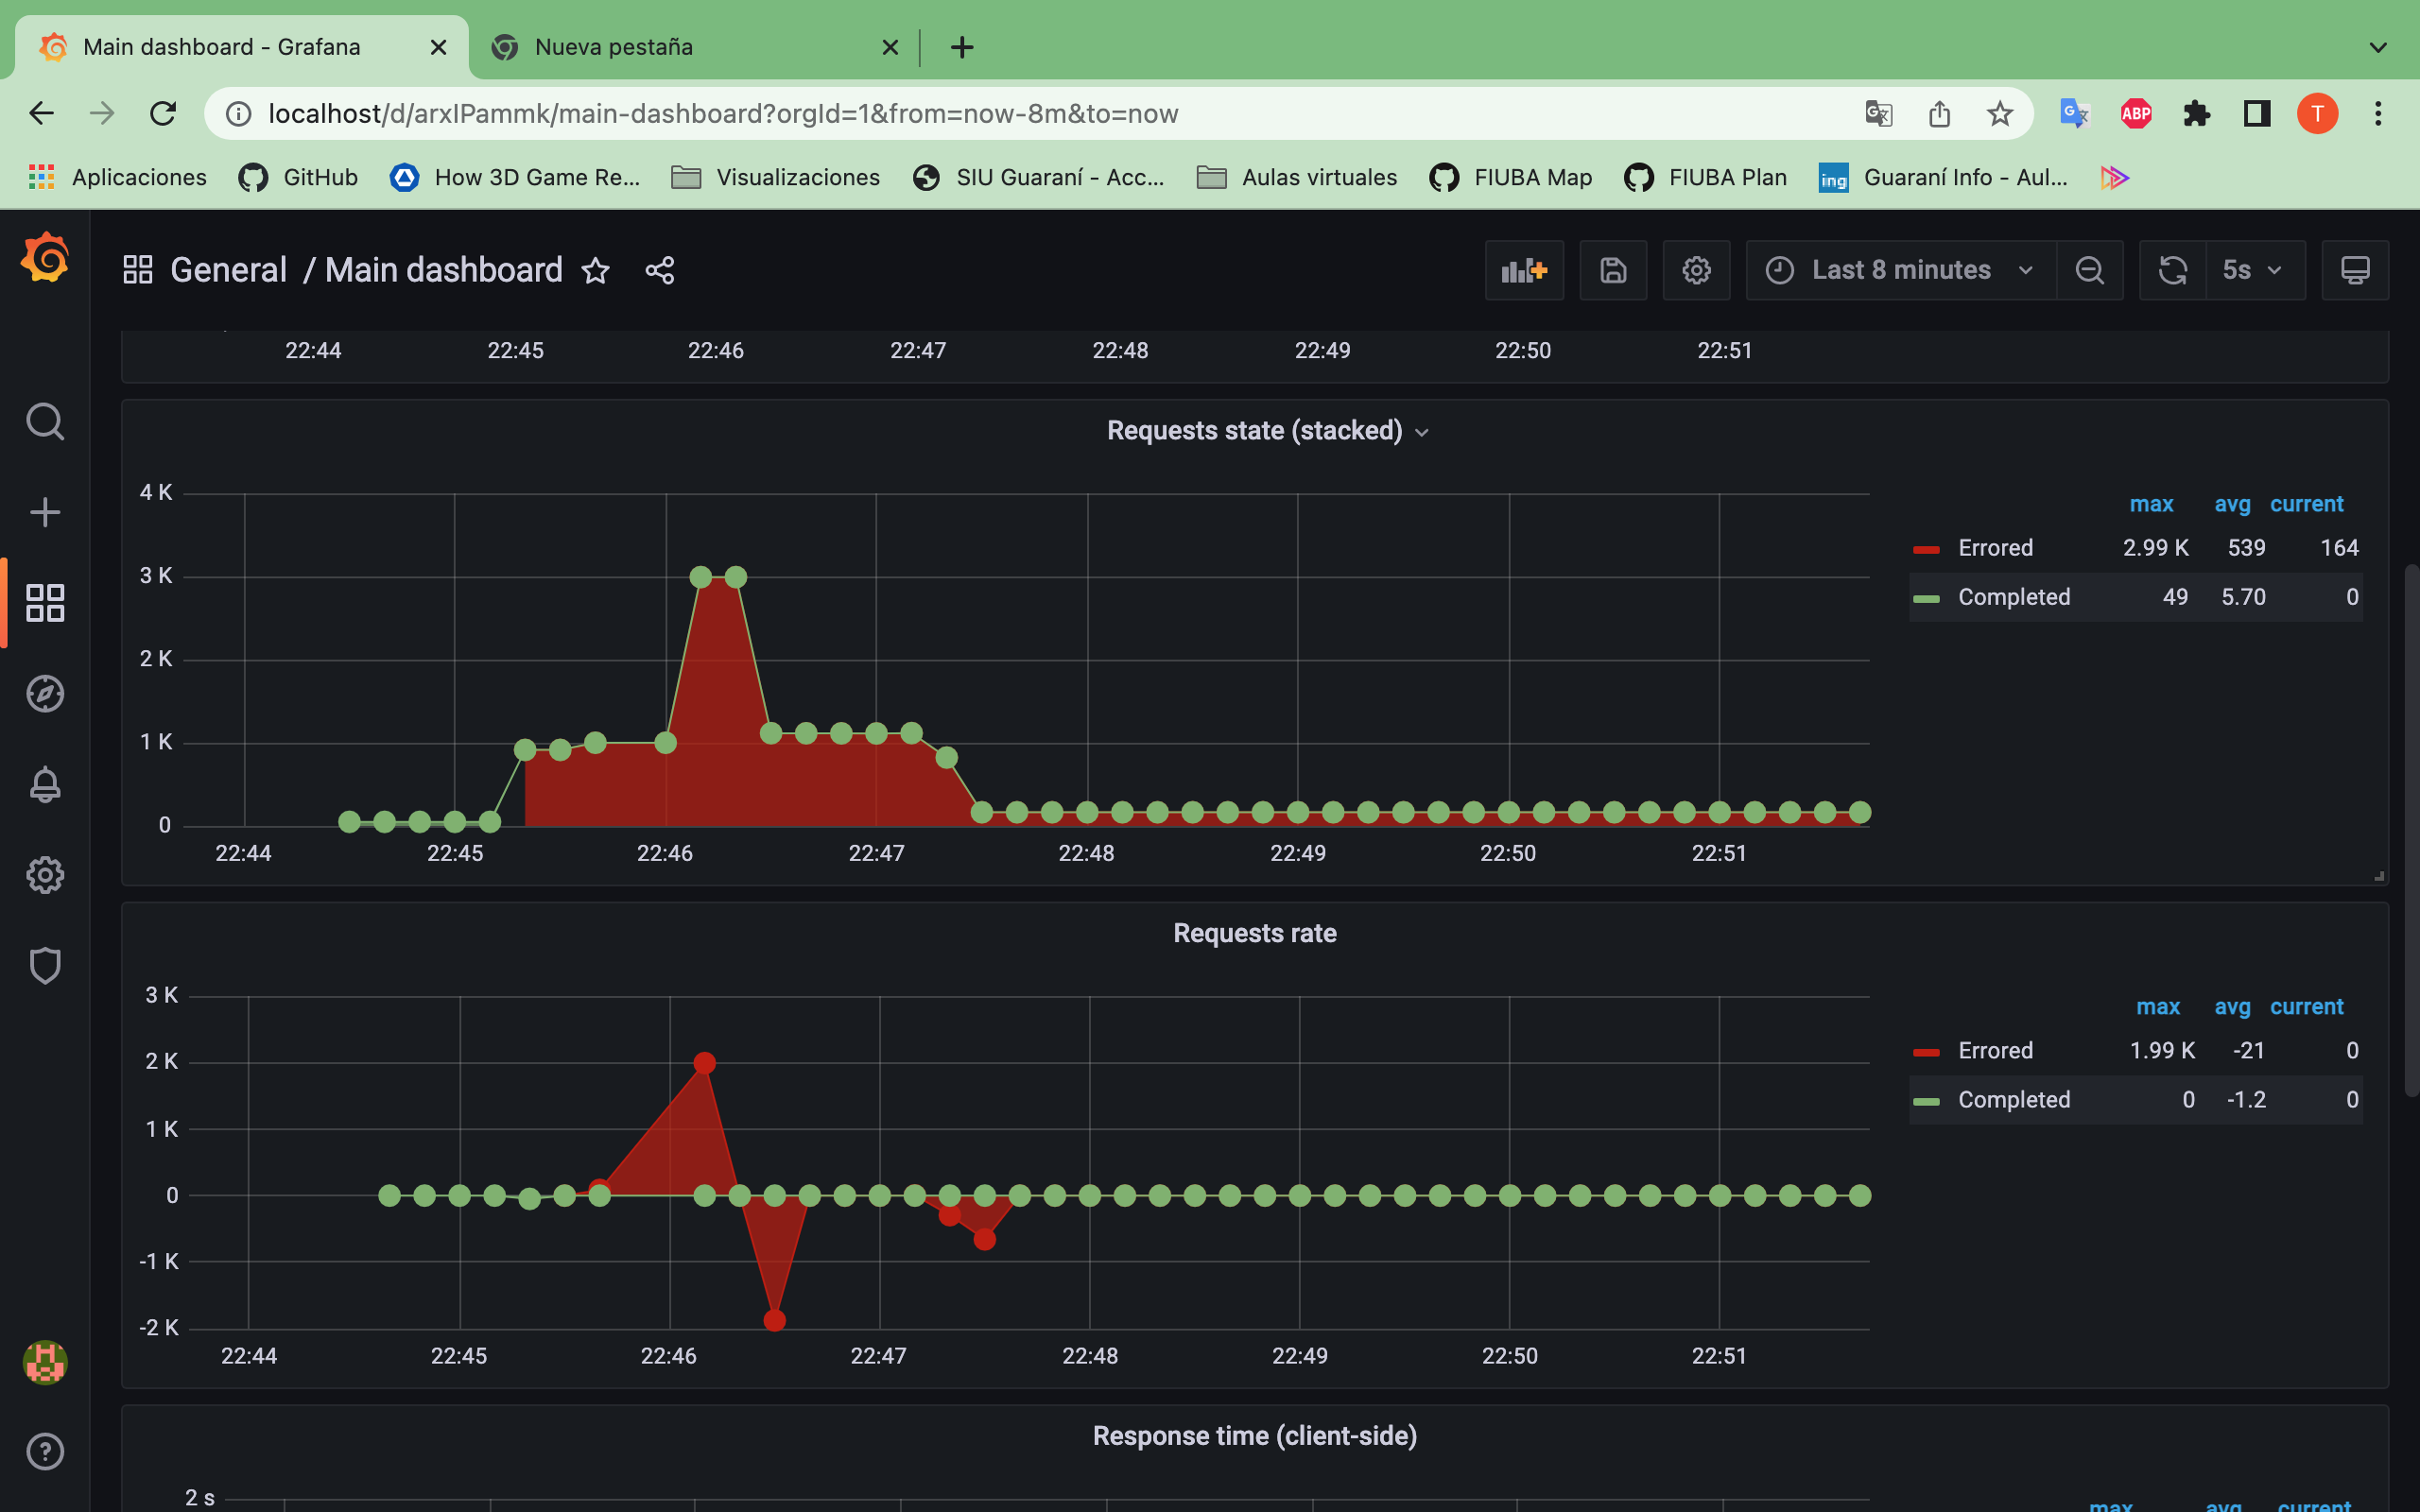 Main dashboard - Grafana
Nueva pestaña
localhost/d/arxIPammk/main-dashboard?orgId=1&from=now-8m&to=now
ABP
T
Aplicaciones GitHub How 3D Game Re... Visualizaciones SIU Guaraní - Acc... Aulas virtuales FIUBA Map FIUBA Plan ing Guaraní Info - Aul...
General / Main dashboard
Last 8 minutes
5s
22:44 22:45 22:46 22:47 22:48 22:49 22:50 22:51
Requests state (stacked)
4 K
3 K
2 K
1 K
0
22:44 22:45 22:46 22:47 22:48 22:49 22:50 22:51
max avg current
Errored 2.99 K 539 164
Completed 49 5.70 0
Requests rate
3 K
2 K
1 K
0
-1 K
-2 K
22:44 22:45 22:46 22:47 22:48 22:49 22:50 22:51
max avg current
Errored 1.99 K -21 0
Completed 0 -1.2 0
Response time (client-side)
2 s
max avg current